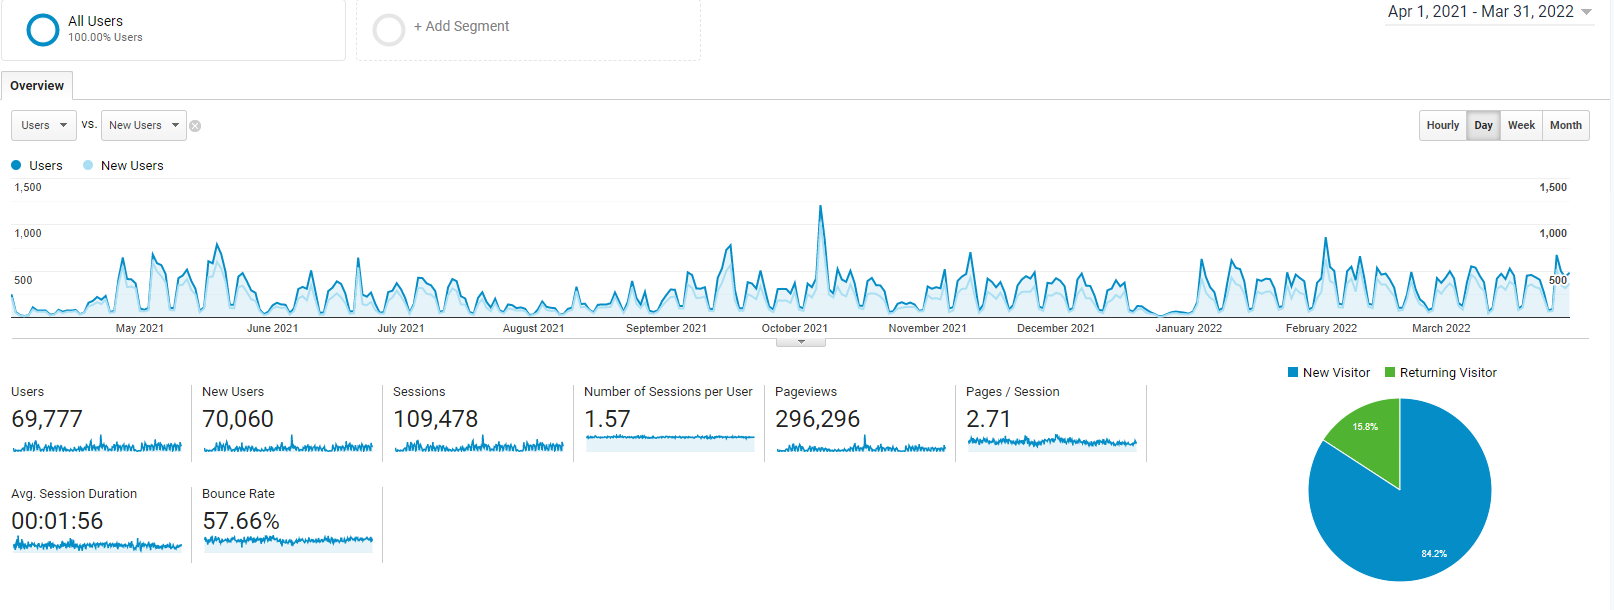 All Users
100.00% Users
+ Add Segment
Apr 1, 2021 - Mar 31, 2022
Overview
Users
vs.
New Users
Hourly
Day
Week
Month
Users
New Users
1,500
1,500
1,000
1,000
500
500
May 2021
June 2021
July 2021
August 2021
September 2021
October 2021
November 2021
December 2021
January 2022
February 2022
March 2022
Users
69,777
New Users
70,060
Sessions
109,478
Number of Sessions per User
1.57
Pageviews
296,296
Pages / Session
2.71
Avg. Session Duration
00:01:56
Bounce Rate
57.66%
New Visitor
Returning Visitor
15.8%
84.2%